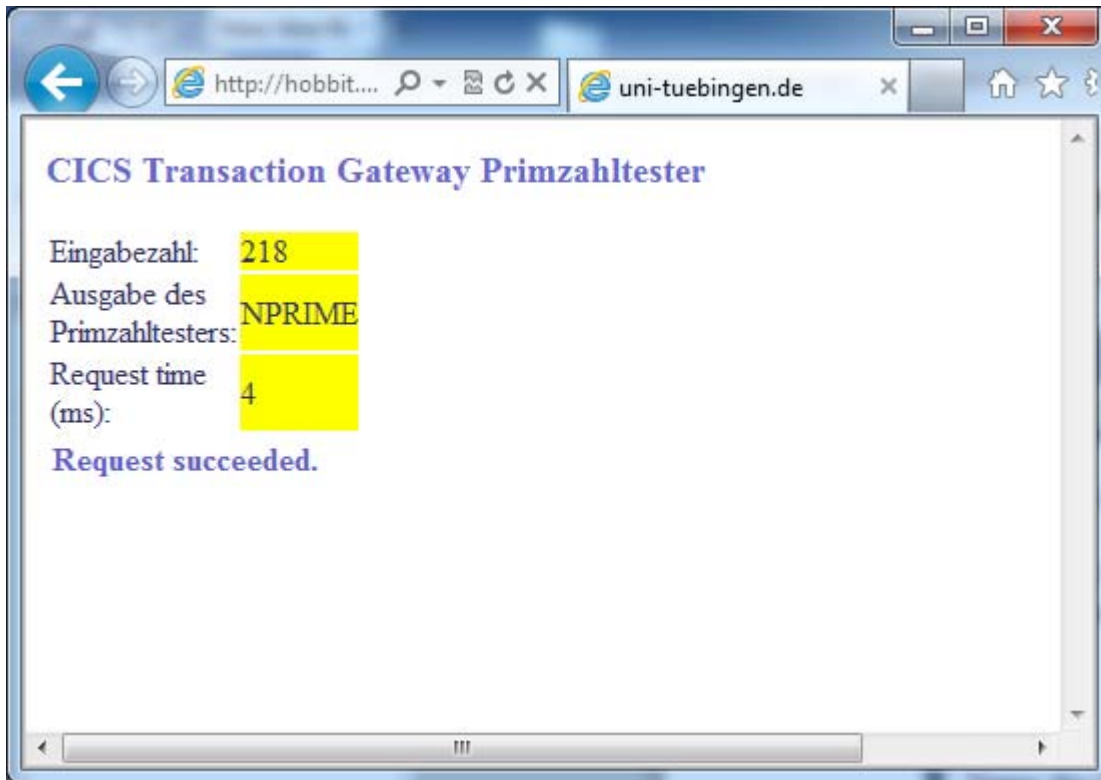 http://hobbit....
uni-tuebingen.de
CICS Transaction Gateway Primzahltester
Eingabezahl: 218
Ausgabe des
Primzahltesters: NPRIME
Request time
(ms): 4
Request succeeded.